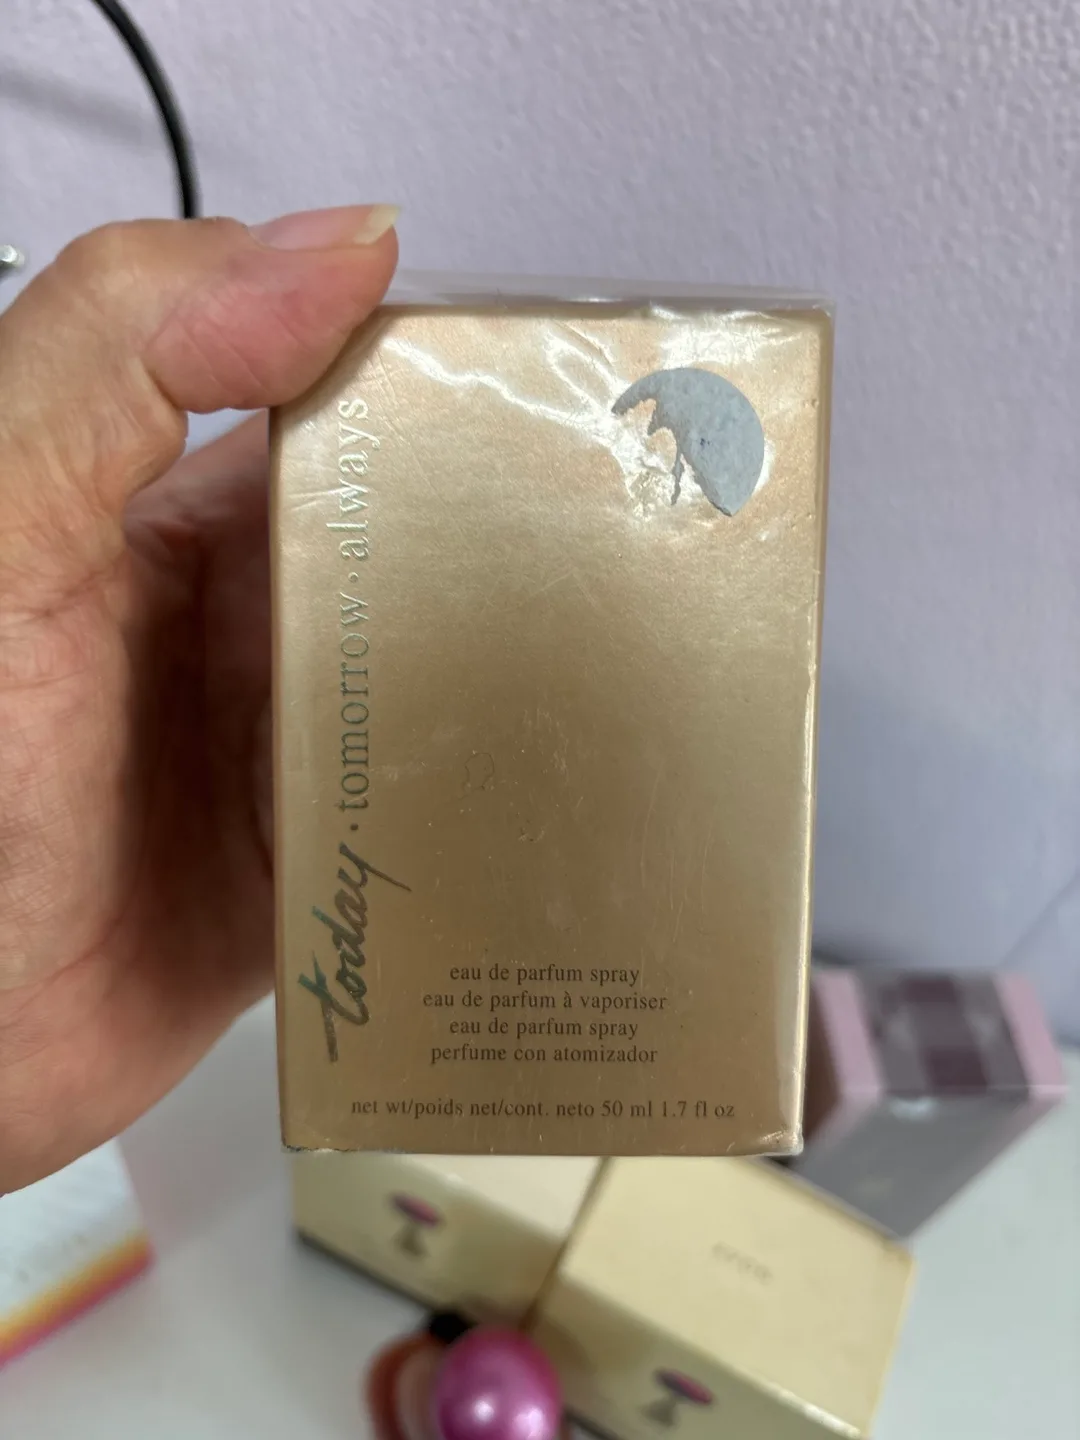 today · tomorrow · always
eau de parfum spray
eau de parfum à vaporiser
eau de parfum spray
perfume con atomizador
net wt/poids net/cont. neto 50 ml 1.7 fl oz